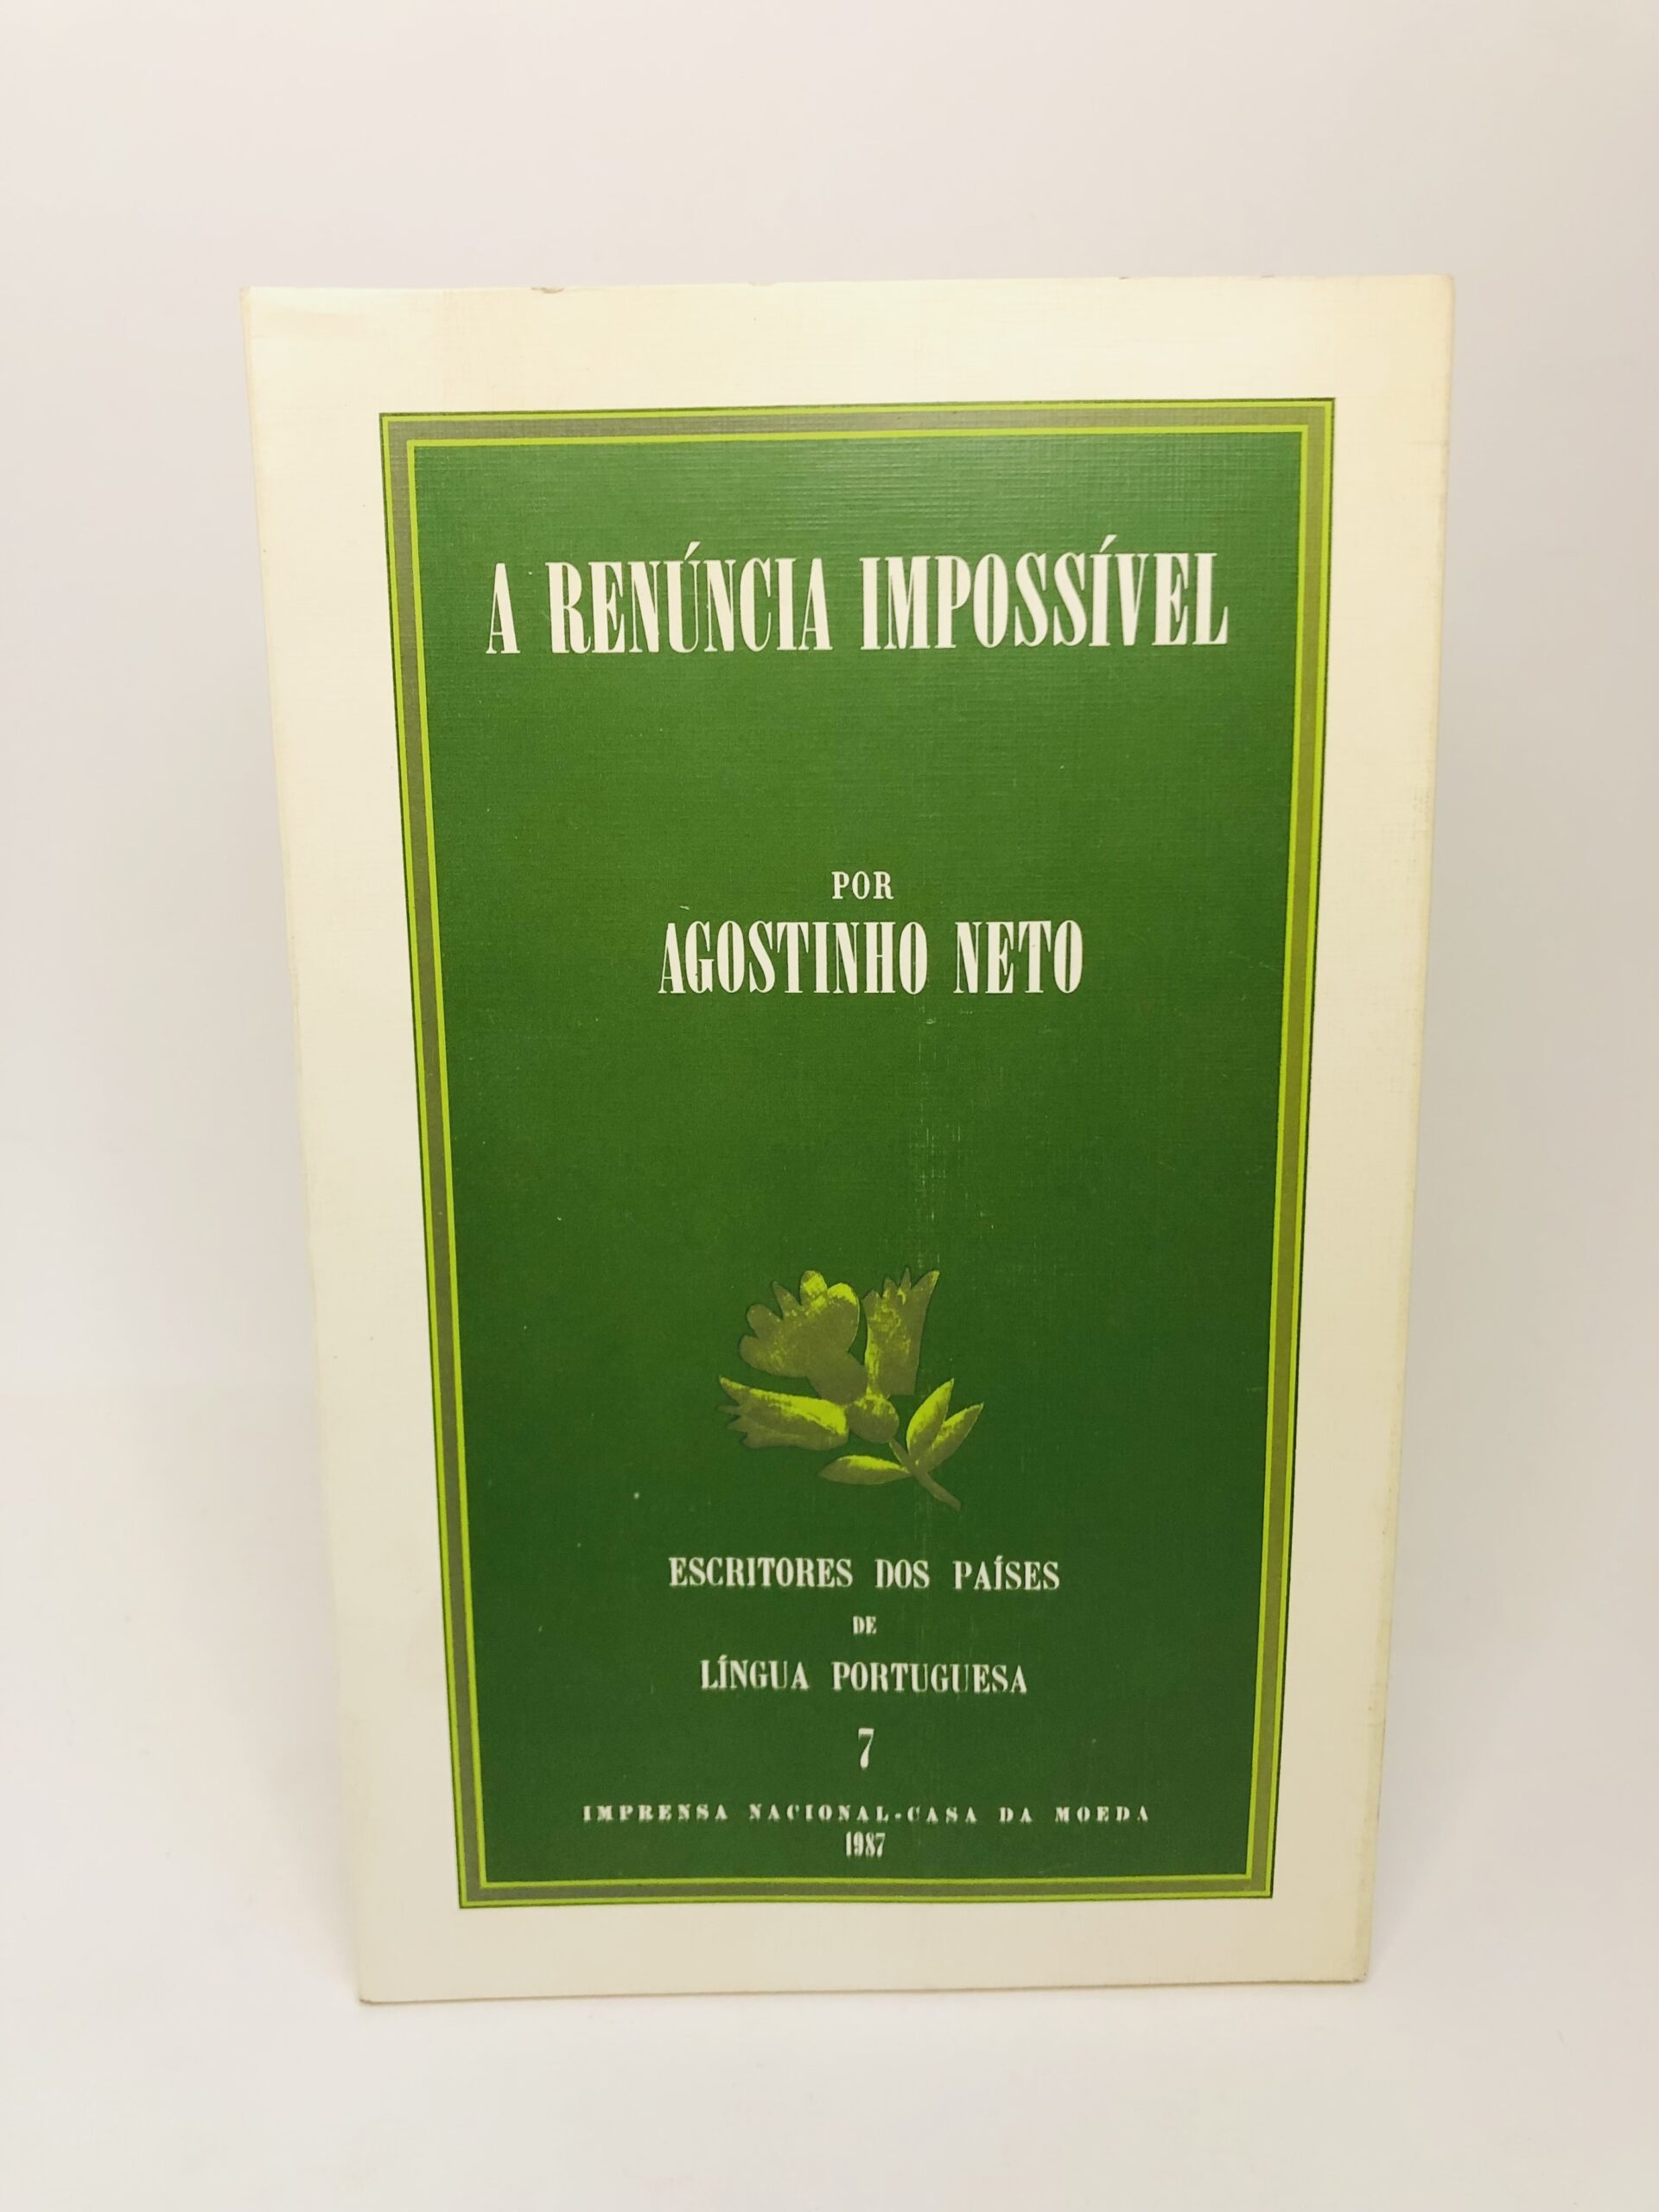 A RENÚNCIA IMPOSSÍVEL
POR
AGOSTINHO NETO
ESCRITORES DOS PAÍSES
DE
LÍNGUA PORTUGUESA
7
IMPRENSA NACIONAL-CASA DA MOEDA
1987